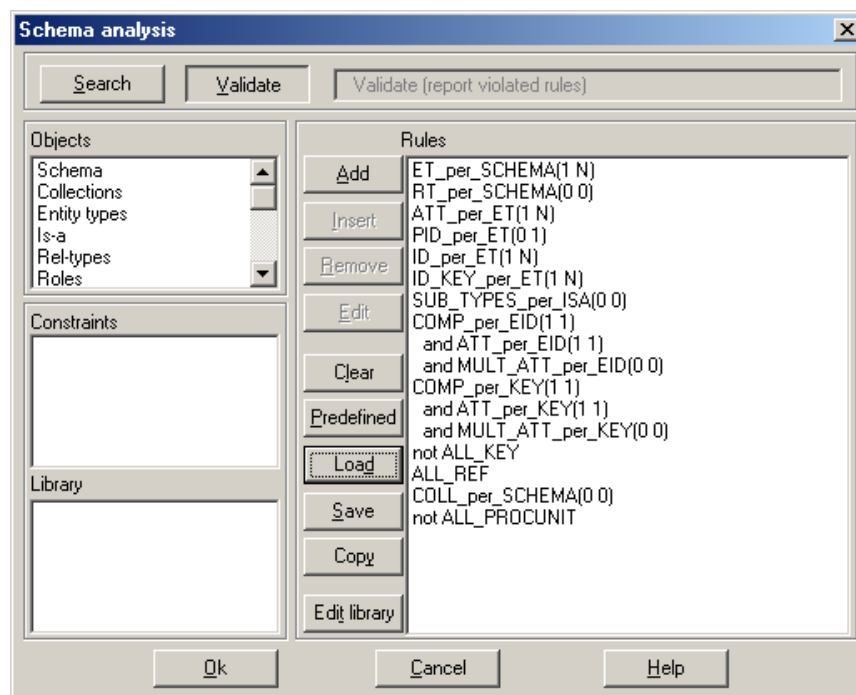 Schema analysis
Search
Validate
Validate (report violated rules)
Objects
Schema
Collections
Entity types
Is-a
Rel-types
Roles
Constraints
Library
Rules
Add
Insert
Remove
Edit
Clear
Predefined
Load
Save
Copy
Edit library
ET_per_SCHEMA(1 N)
RT_per_SCHEMA(0 0)
ATT_per_ET(1 N)
PID_per_ET(0 1)
ID_per_ET(1 N)
ID_KEY_per_ET(1 N)
SUB_TYPES_per_ISA(0 0)
COMP_per_EID(1 1)
and ATT_per_EID(1 1)
and MULT_ATT_per_EID(0 0)
COMP_per_KEY(1 1)
and ATT_per_KEY(1 1)
and MULT_ATT_per_KEY(0 0)
not ALL_KEY
ALL_REF
COLL_per_SCHEMA(0 0)
not ALL_PROCUNIT
Ok
Cancel
Help